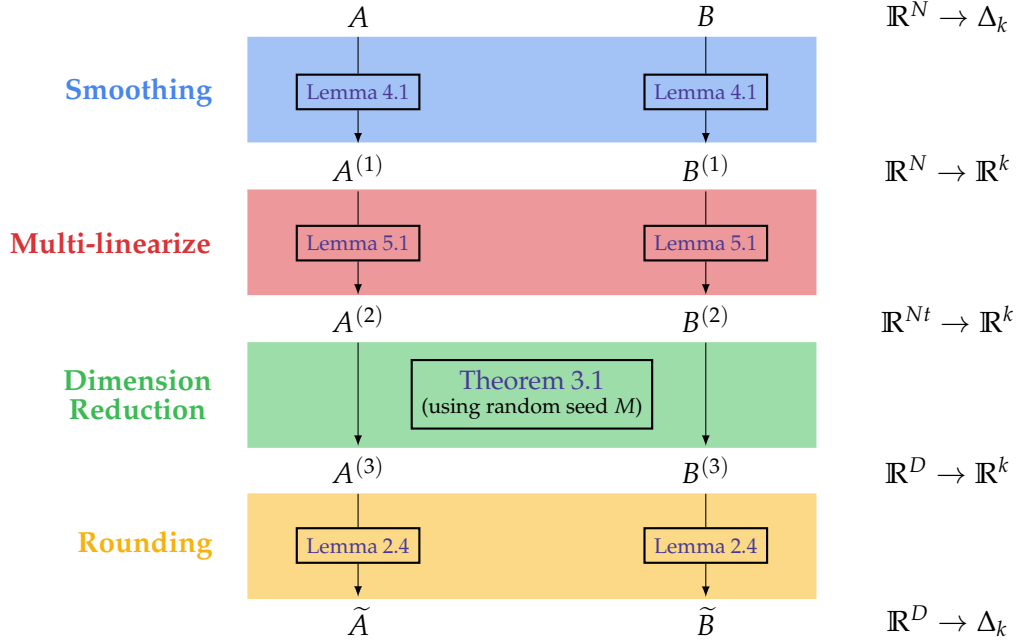 A B ℝ^N → Δ_k
Smoothing Lemma 4.1 Lemma 4.1
A^(1) B^(1) ℝ^N → ℝ^k
Multi-linearize Lemma 5.1 Lemma 5.1
A^(2) B^(2) ℝ^{Nt} → ℝ^k
Dimension
Reduction
Theorem 3.1
(using random seed M)
A^(3) B^(3) ℝ^D → ℝ^k
Rounding Lemma 2.4 Lemma 2.4
Ã B̃ ℝ^D → Δ_k